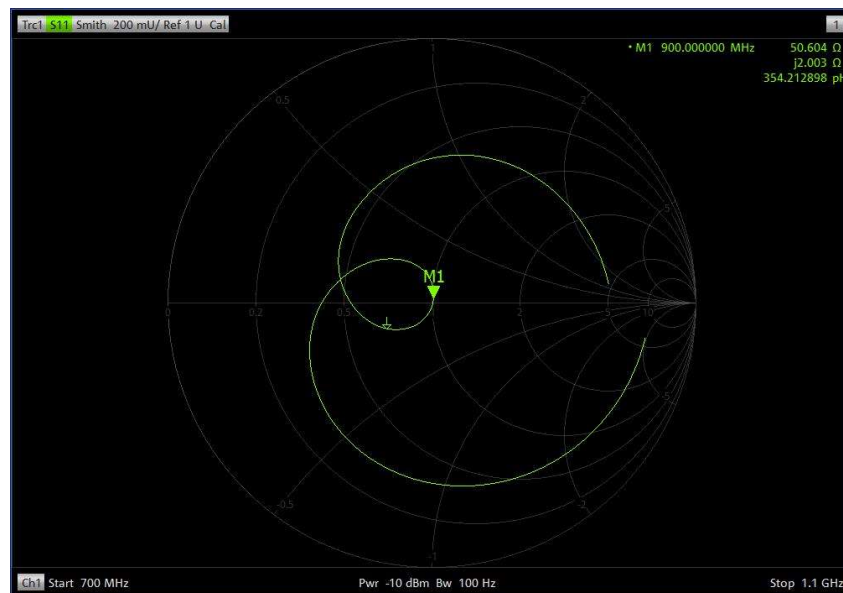 Trc1 S11 Smith 200 mU/ Ref 1 U Cal
1
• M1 900.000000 MHz 50.604 Ω
j2.003 Ω
354.212898 pH
1
0.5
2
5
M1
0
0.2
0.5
2
5
10
-5
-0.5
-2
-1
Ch1 Start 700 MHz
Pwr -10 dBm Bw 100 Hz
Stop 1.1 GHz